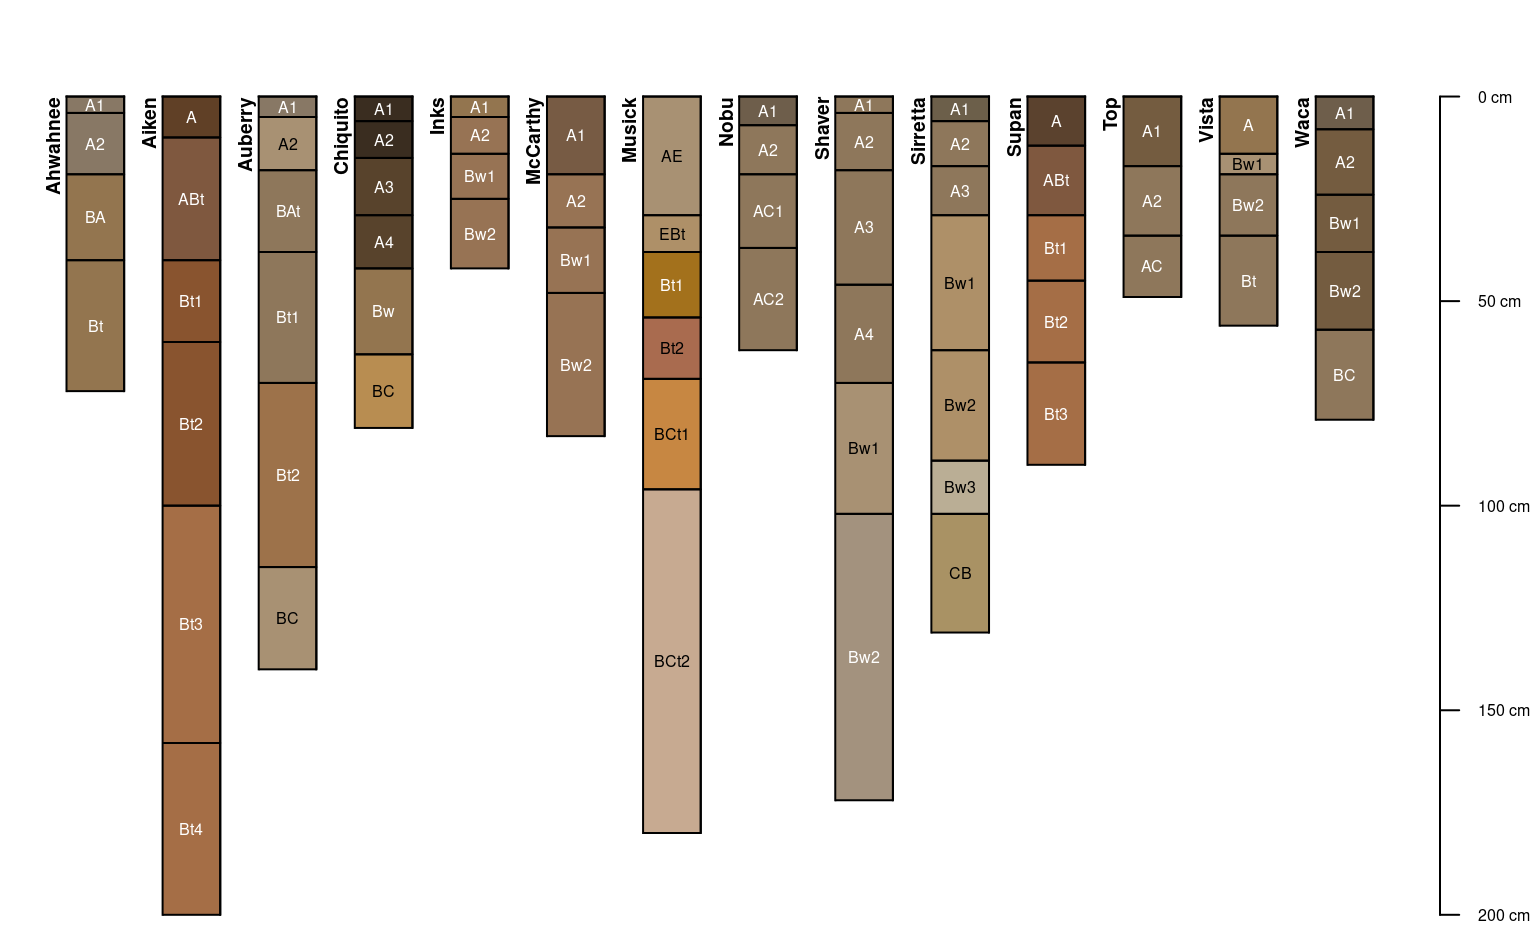 Ahwahnee
A1
A2
BA
Bt
Aiken
A
ABt
Bt1
Bt2
Bt3
Bt4
Auberry
A1
A2
BAt
Bt1
Bt2
BC
Chiquito
A1
A2
A3
A4
Bw
BC
Inks
A1
A2
Bw1
Bw2
McCarthy
A1
A2
Bw1
Bw2
Musick
AE
EBt
Bt1
Bt2
BCt1
BCt2
Nobu
A1
A2
AC1
AC2
Shaver
A1
A2
A3
A4
Bw1
Bw2
Sirretta
A1
A2
A3
Bw1
Bw2
Bw3
CB
Supan
A
ABt
Bt1
Bt2
Bt3
Top
A1
A2
AC
Vista
A
Bw1
Bw2
Bt
Waca
A1
A2
Bw1
Bw2
BC
0 cm
50 cm
100 cm
150 cm
200 cm